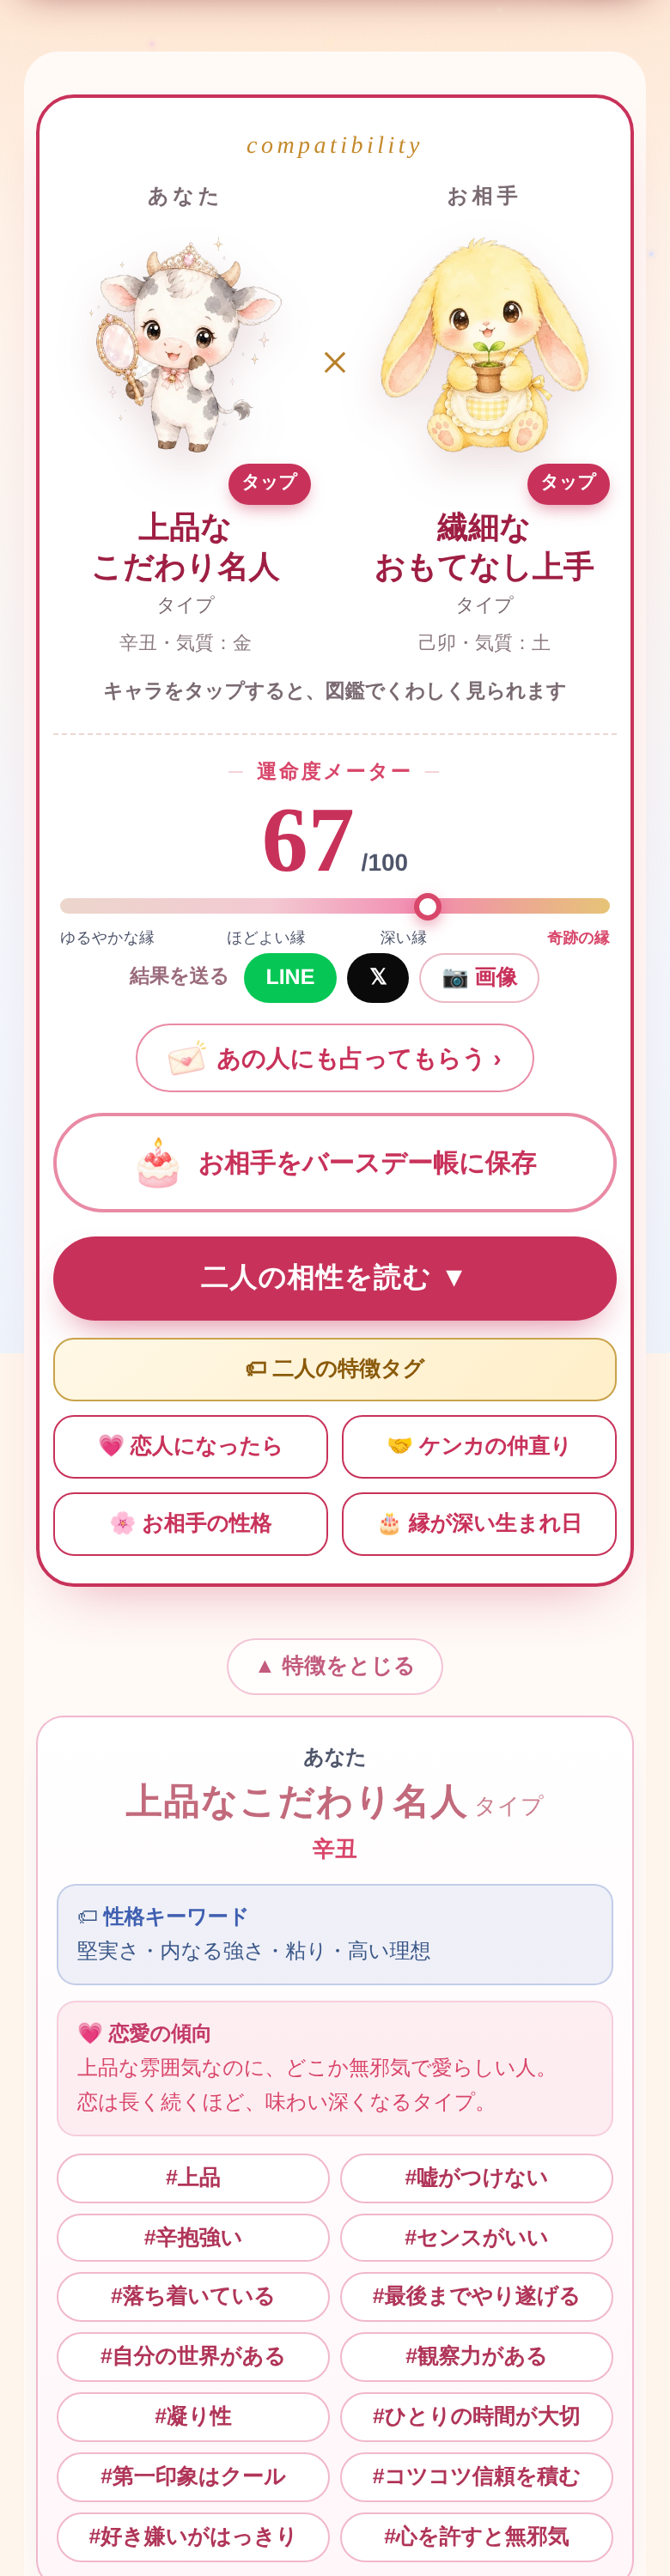 compatibility
あなた
お相手
×
タップ
タップ
上品な
こだわり名人
タイプ
辛丑・気質：金
繊細な
おもてなし上手
タイプ
己卯・気質：土
キャラをタップすると、図鑑でくわしく見られます
― 運命度メーター ―
67 /100
ゆるやかな縁 ほどよい縁 深い縁 奇跡の縁
結果を送る LINE 𝕏 📷 画像
あの人にも占ってもらう ›
お相手をバースデー帳に保存
二人の相性を読む ▼
🏷 二人の特徴タグ
💗 恋人になったら
🤝 ケンカの仲直り
🌸 お相手の性格
🎂 縁が深い生まれ日
▲ 特徴をとじる
あなた
上品なこだわり名人 タイプ
辛丑
🏷 性格キーワード
堅実さ・内なる強さ・粘り・高い理想
💗 恋愛の傾向
上品な雰囲気なのに、どこか無邪気で愛らしい人。
恋は長く続くほど、味わい深くなるタイプ。
#上品
#嘘がつけない
#辛抱強い
#センスがいい
#落ち着いている
#最後までやり遂げる
#自分の世界がある
#観察力がある
#凝り性
#ひとりの時間が大切
#第一印象はクール
#コツコツ信頼を積む
#好き嫌いがはっきり
#心を許すと無邪気